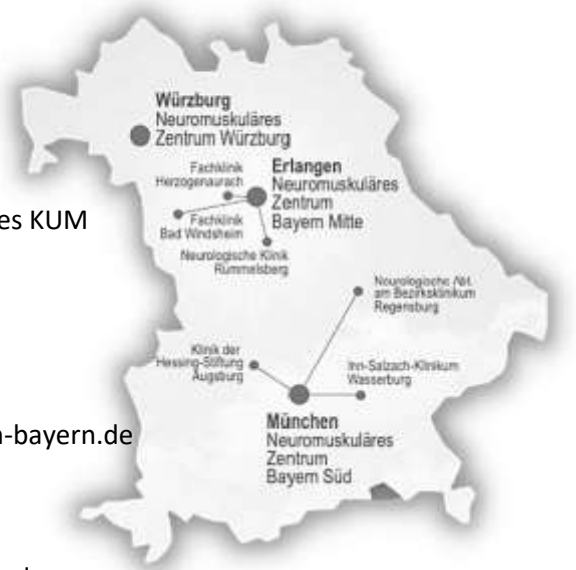 Würzburg
Neuromuskuläres
Zentrum Würzburg
Fachklinik
Herzogenaurach
Erlangen
Neuromuskuläres
Zentrum
Bayern Mitte
Fachklinik
Bad Windsheim
es KUM
Neurologische Klinik
Rummelsberg
Neurologische Abt.
am Bezirksklinikum
Regensburg
Klinik der
Hessing-Stiftung
Augsburg
Inn-Salzach-Klinikum
Wasserburg
München
Neuromuskuläres
Zentrum
Bayern Süd
-bayern.de